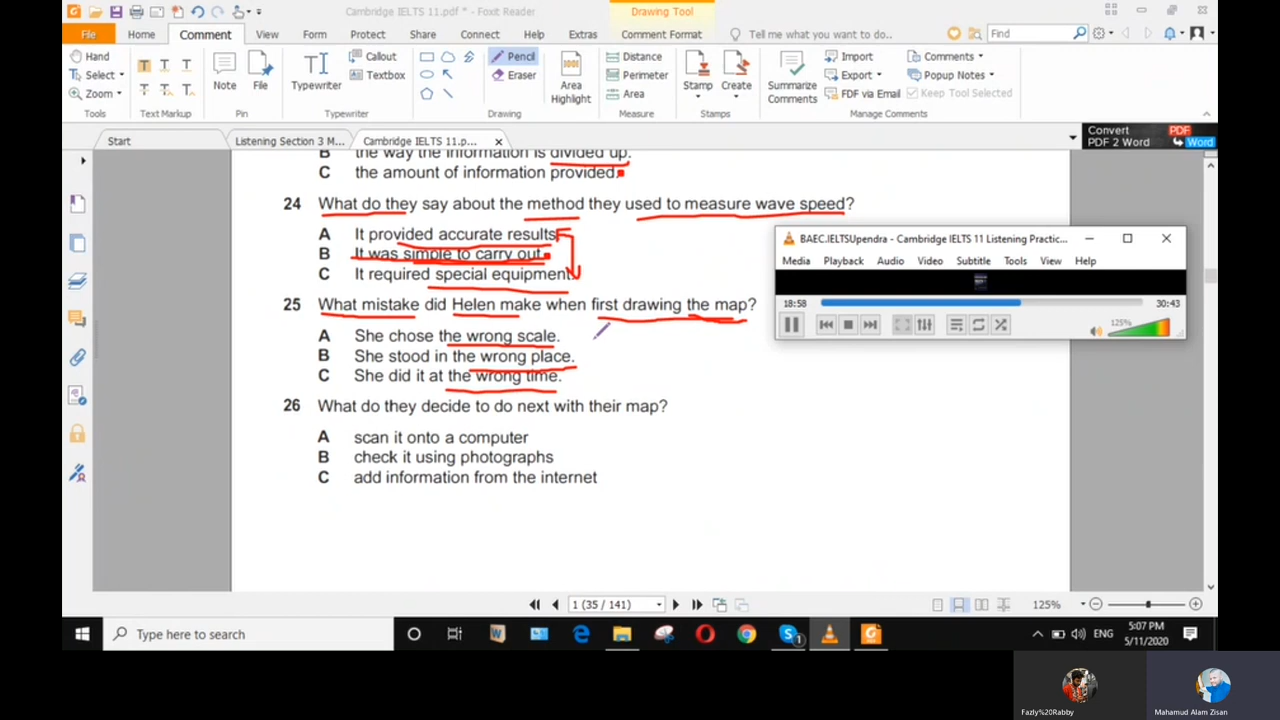 Cambridge IELTS 11.pdf * - Foxit Reader
Drawing Tool
File
Home
Comment
View
Form
Protect
Share
Connect
Help
Extras
Comment Format
Tell me what you want to do..
Find
Hand
Select
Zoom
Tools
Text Markup
Note
File
Pin
Typewriter
Callout
Textbox
Typewriter
Pencil
Eraser
Drawing
Area
Highlight
Distance
Perimeter
Area
Measure
Stamp
Create
Stamps
Summarize
Comments
Import
Export
FDF via Email
Comments
Popup Notes
Keep Tool Selected
Manage Comments
Start
Listening Section 3 M...
Cambridge IELTS 11.p...
Convert
PDF 2 Word
PDF
Word
B the way the information is divided up.
C the amount of information provided.
24 What do they say about the method they used to measure wave speed?
A It provided accurate results.
B It was simple to carry out.
C It required special equipment.
25 What mistake did Helen make when first drawing the map?
A She chose the wrong scale.
B She stood in the wrong place.
C She did it at the wrong time.
26 What do they decide to do next with their map?
A scan it onto a computer
B check it using photographs
C add information from the internet
BAEC.IELTSUpendra - Cambridge IELTS 11 Listening Practic...
Media Playback Audio Video Subtitle Tools View Help
18:58
30:43
125%
1 (35 / 141)
125%
Type here to search
ENG
5:07 PM
5/11/2020
1
Fazly%20Rabby
Mahamud Alam Zisan